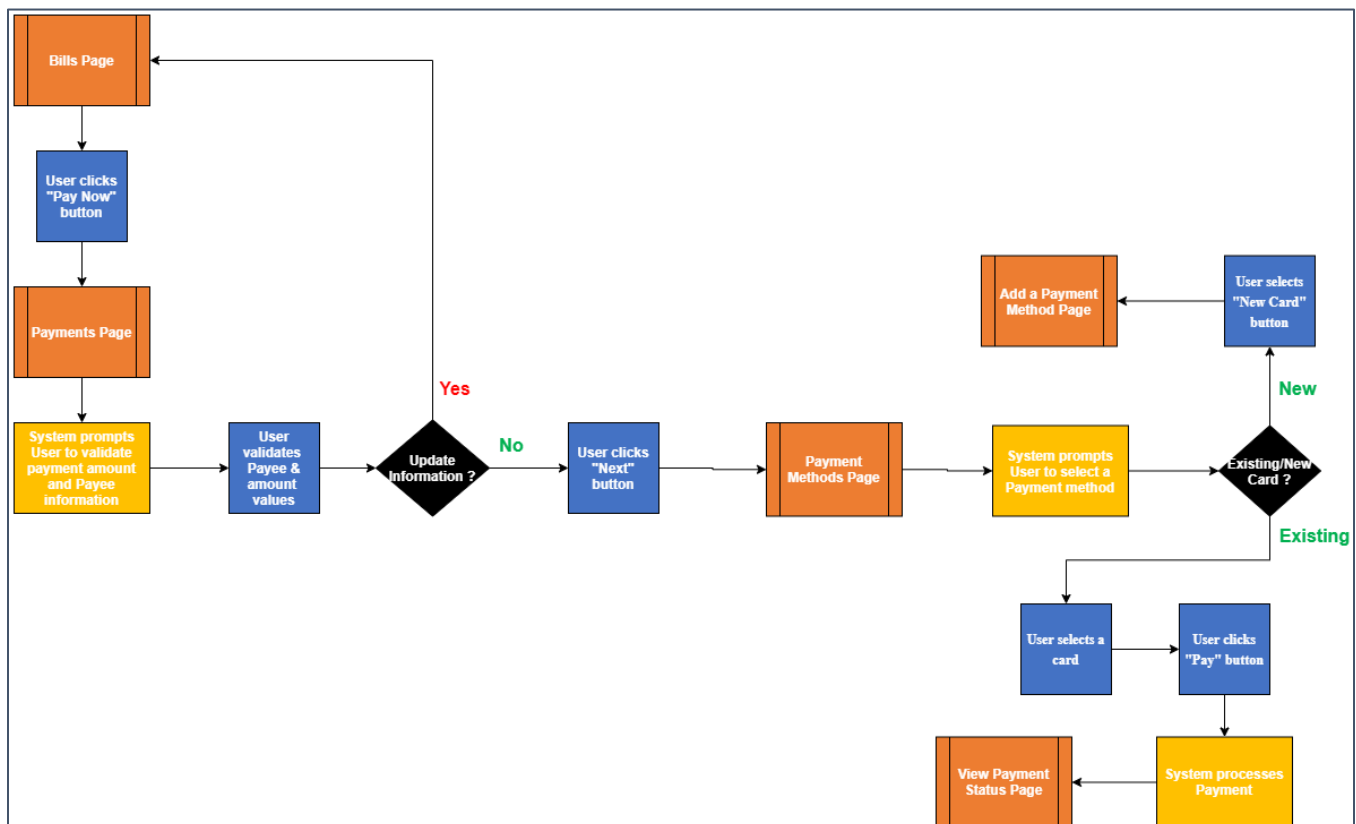 Bills Page
User clicks
"Pay Now"
button
Payments Page
System prompts
User to validate
payment amount
and Payee
information
User
validates
Payee &
amount
values
Yes
Update
Information ?
No
User clicks
"Next"
button
Payment
Methods Page
System prompts
User to select a
Payment method
Existing/New
Card ?
New
User selects
"New Card"
button
Add a Payment
Method Page
Existing
User selects a
card
User clicks
"Pay" button
System processes
Payment
View Payment
Status Page